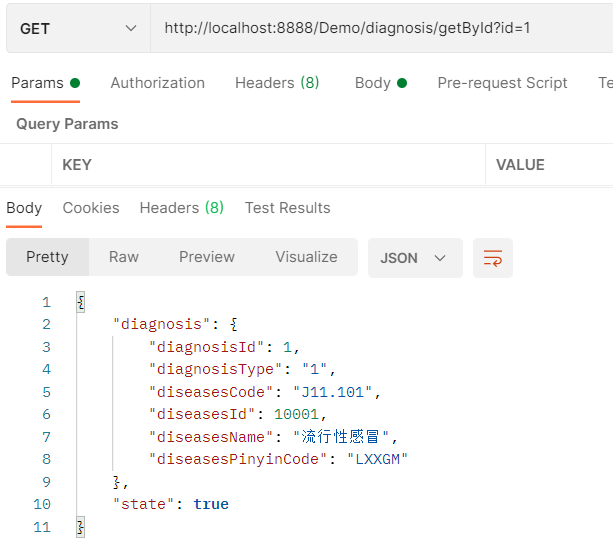 GET http://localhost:8888/Demo/diagnosis/getById?id=1
Params Authorization Headers (8) Body Pre-request Script Te
Query Params
KEY VALUE
Body Cookies Headers (8) Test Results
Pretty Raw Preview Visualize JSON
1 {
2 "diagnosis": {
3 "diagnosisId": 1,
4 "diagnosisType": "1",
5 "diseasesCode": "J11.101",
6 "diseasesId": 10001,
7 "diseasesName": "流行性感冒",
8 "diseasesPinyinCode": "LXXGM"
9 },
10 "state": true
11 }